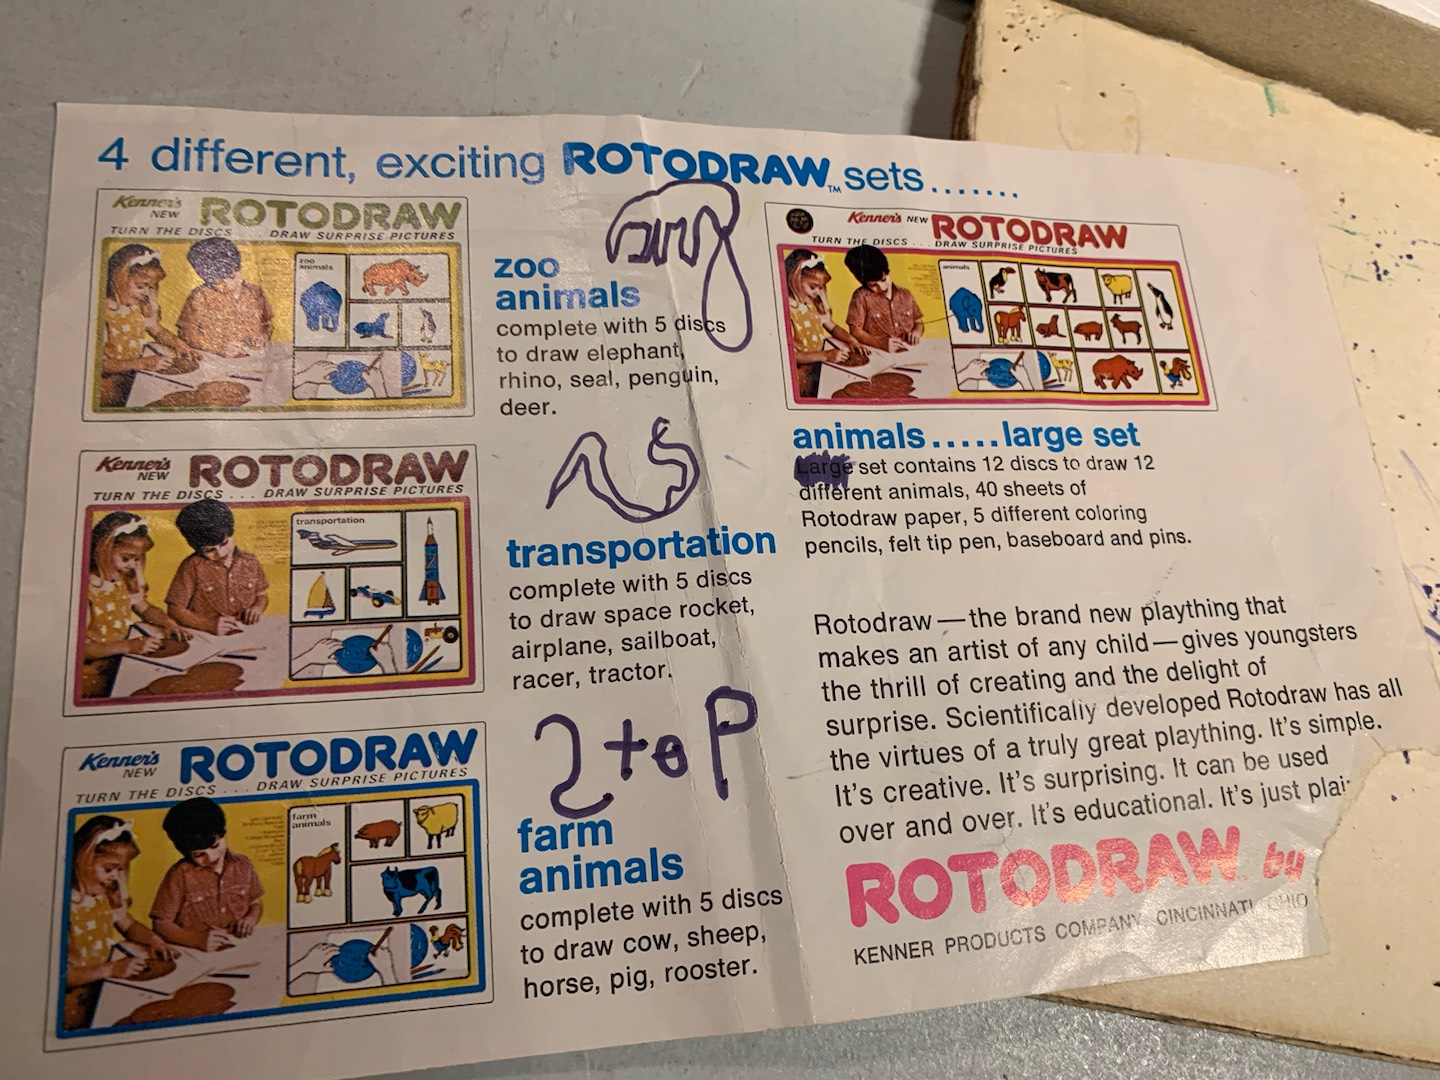 4 different, exciting ROTODRAW™ sets.......
Kenner's NEW ROTODRAW
TURN THE DISCS ... DRAW SURPRISE PICTURES
zoo
animals
zoo
animals
complete with 5 discs
to draw elephant,
rhino, seal, penguin,
deer.
Kenner's NEW ROTODRAW
TURN THE DISCS ... DRAW SURPRISE PICTURES
transportation
transportation
complete with 5 discs
to draw space rocket,
airplane, sailboat,
racer, tractor.
StoP
Kenner's NEW ROTODRAW
TURN THE DISCS ... DRAW SURPRISE PICTURES
farm
animals
farm
animals
complete with 5 discs
to draw cow, sheep,
horse, pig, rooster.
Kenner's NEW ROTODRAW
TURN THE DISCS ... DRAW SURPRISE PICTURES
animals
animals.....large set
Large set contains 12 discs to draw 12
different animals, 40 sheets of
Rotodraw paper, 5 different coloring
pencils, felt tip pen, baseboard and pins.
Rotodraw — the brand new plaything that
makes an artist of any child — gives youngsters
the thrill of creating and the delight of
surprise. Scientifically developed Rotodraw has all
the virtues of a truly great plaything. It's simple.
It's creative. It's surprising. It can be used
over and over. It's educational. It's just
ROTODRAW by
KENNER PRODUCTS COMPANY CINCINNATI OHIO